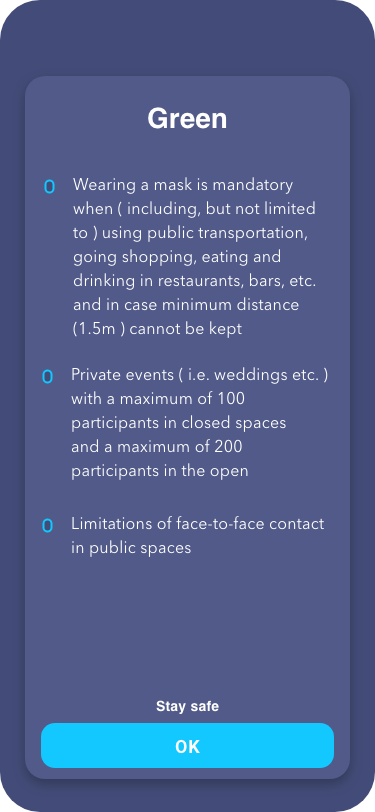 Green
0 Wearing a mask is mandatory
when ( including, but not limited
to ) using public transportation,
going shopping, eating and
drinking in restaurants, bars, etc.
and in case minimum distance
(1.5m ) cannot be kept
0 Private events ( i.e. weddings etc. )
with a maximum of 100
participants in closed spaces
and a maximum of 200
participants in the open
0 Limitations of face-to-face contact
in public spaces
Stay safe
OK